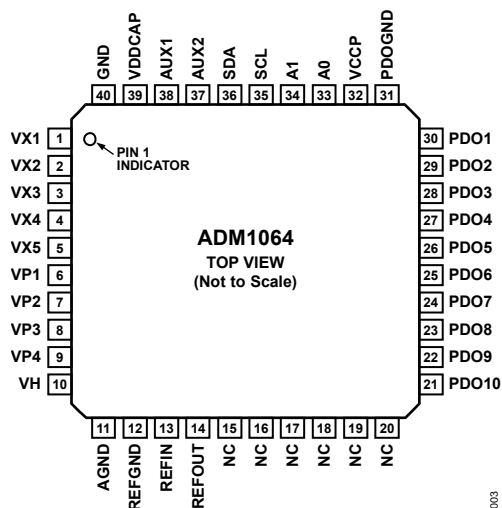 GND
VDDCAP
AUX1
AUX2
SDA
SCL
A1
A0
VCCP
PDOGND
40 39 38 37 36 35 34 33 32 31
VX1 1
VX2 2
VX3 3
VX4 4
VX5 5
VP1 6
VP2 7
VP3 8
VP4 9
VH 10
PIN 1
INDICATOR
ADM1064
TOP VIEW
(Not to Scale)
30 PDO1
29 PDO2
28 PDO3
27 PDO4
26 PDO5
25 PDO6
24 PDO7
23 PDO8
22 PDO9
21 PDO10
11 12 13 14 15 16 17 18 19 20
AGND
REFGND
REFIN
REFOUT
NC
NC
NC
NC
NC
NC
003